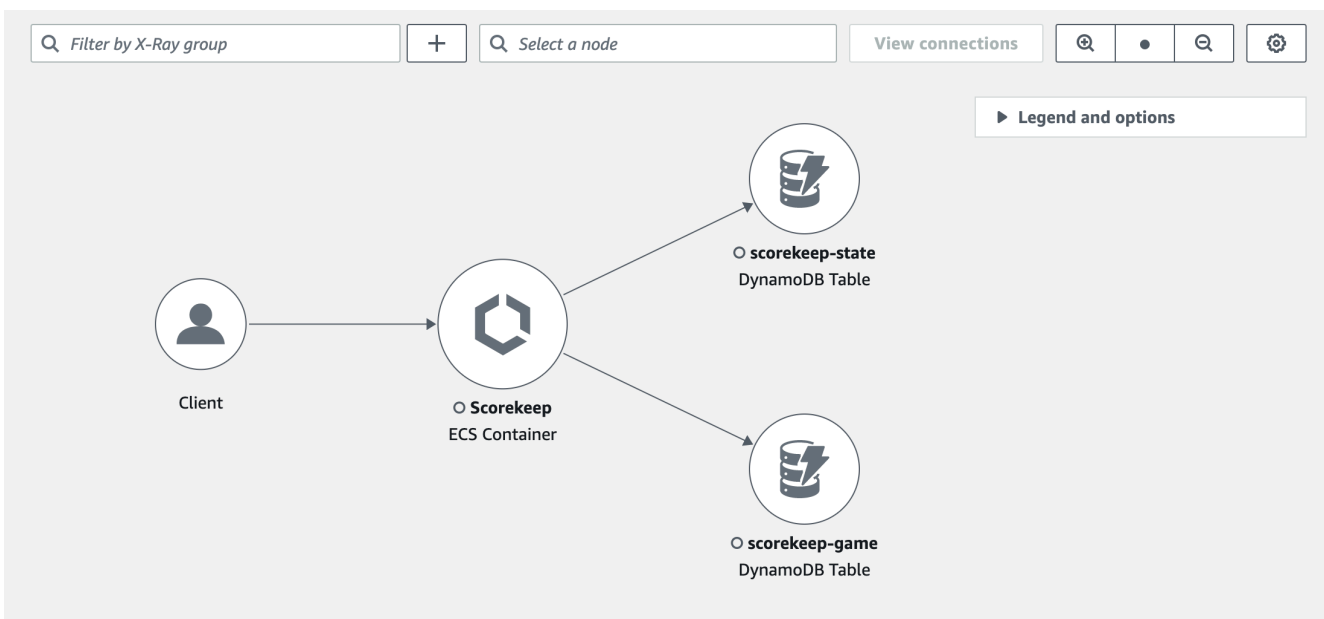 Filter by X-Ray group
Select a node
View connections
Legend and options
scorekeep-state
DynamoDB Table
Client
Scorekeep
ECS Container
scorekeep-game
DynamoDB Table